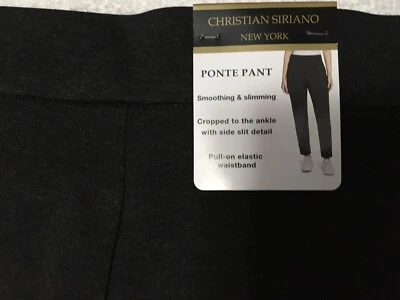 CHRISTIAN SIRIANO
NEW YORK
PONTE PANT
Smoothing & slimming
Cropped to the ankle
with side slit detail
Pull-on elastic
waistband